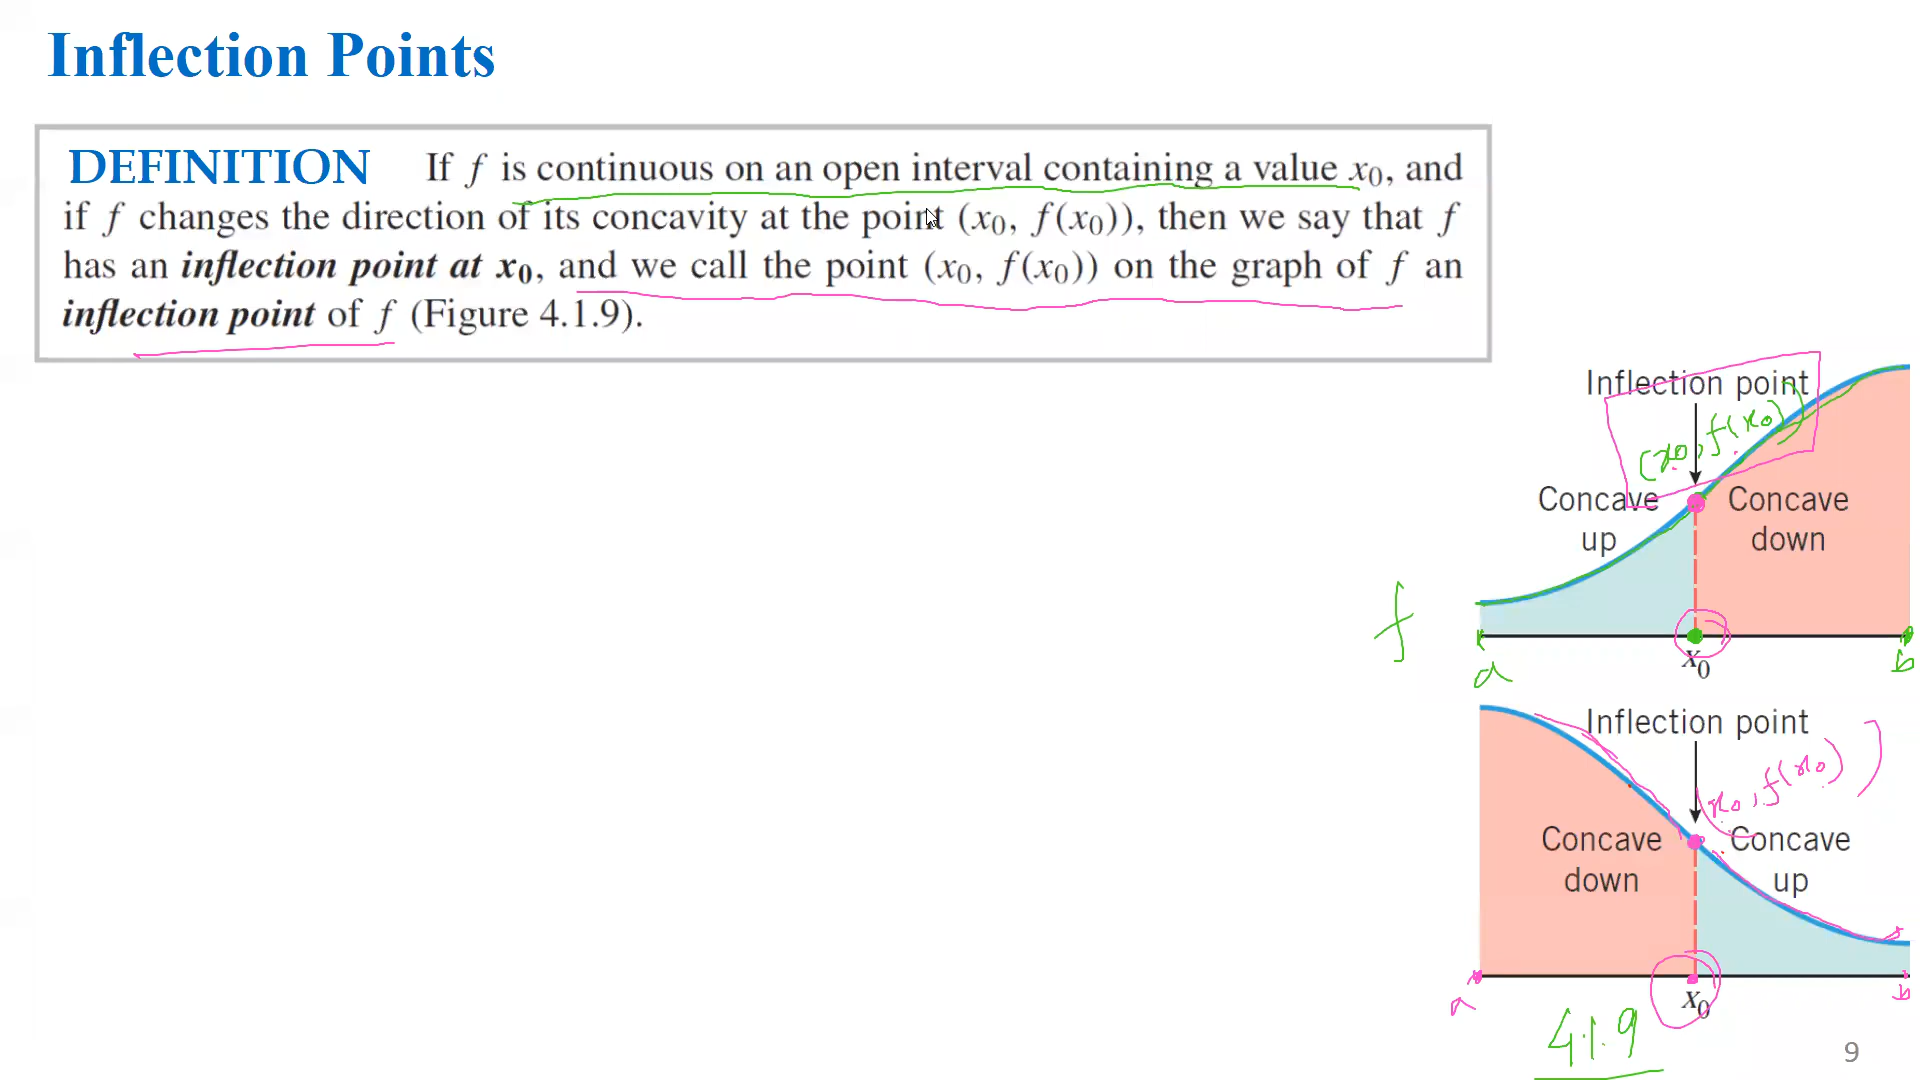 Inflection Points
DEFINITION If f is continuous on an open interval containing a value x₀, and
if f changes the direction of its concavity at the point (x₀, f(x₀)), then we say that f
has an inflection point at x₀, and we call the point (x₀, f(x₀)) on the graph of f an
inflection point of f (Figure 4.1.9).
Inflection point
(x₀, f(x₀))
Concave
up
Concave
down
f
x₀
a
b
Inflection point
(x₀, f(x₀))
Concave
down
Concave
up
x₀
a
b
4.1.9
9